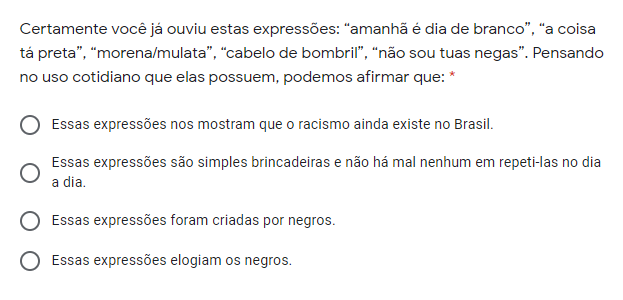 Certamente você já ouviu estas expressões: “amanhã é dia de branco”, “a coisa
tá preta”, “morena/mulata”, “cabelo de bombril”, “não sou tuas negas”. Pensando
no uso cotidiano que elas possuem, podemos afirmar que: *
Essas expressões nos mostram que o racismo ainda existe no Brasil.
Essas expressões são simples brincadeiras e não há mal nenhum em repeti-las no dia
a dia.
Essas expressões foram criadas por negros.
Essas expressões elogiam os negros.